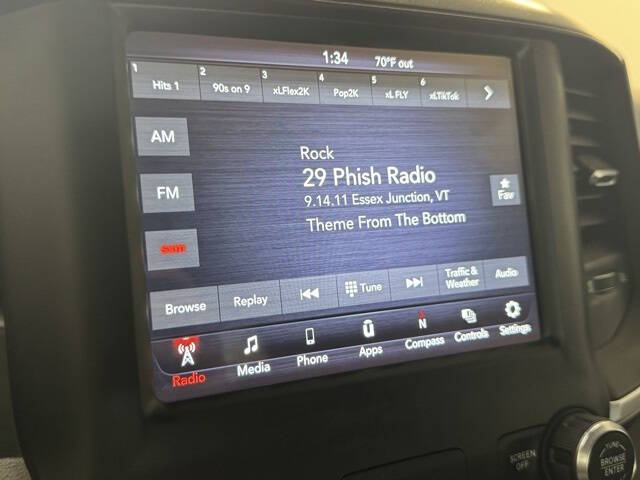 1:34 70°F out
1 Hits 1 2 90s on 9 3 xLFlex2K 4 Pop2K 5 xL FLY 6 xLTikTok
AM
Rock
29 Phish Radio
FM
9.14.11 Essex Junction, VT
Fav
Theme From The Bottom
sxm
Browse Replay Tune Traffic & Weather Audio
Radio Media Phone Apps N Compass Controls Settings
SCREEN OFF
TUNE
BROWSE
ENTER